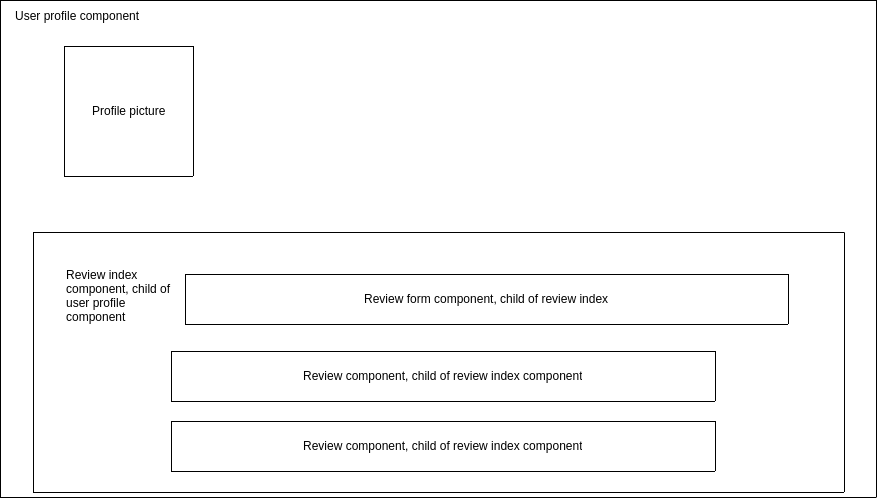 User profile component
Profile picture
Review index
component, child of
user profile
component
Review form component, child of review index
Review component, child of review index component
Review component, child of review index component